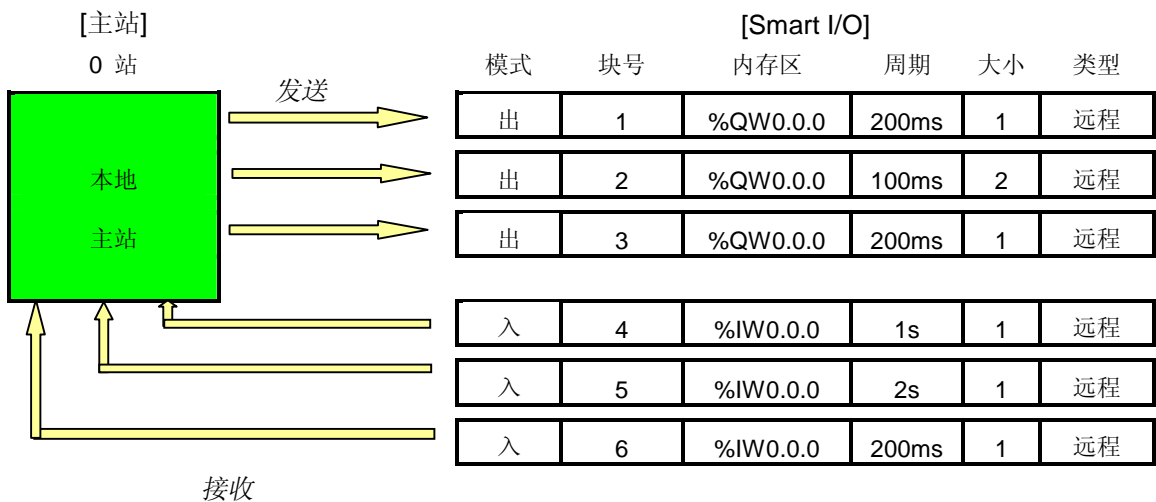 [主站] [Smart I/O]
0 站 模式 块号 内存区 周期 大小 类型
发送
出 1 %QW0.0.0 200ms 1 远程
本地 出 2 %QW0.0.0 100ms 2 远程
主站 出 3 %QW0.0.0 200ms 1 远程
入 4 %IW0.0.0 1s 1 远程
入 5 %IW0.0.0 2s 1 远程
入 6 %IW0.0.0 200ms 1 远程
接收